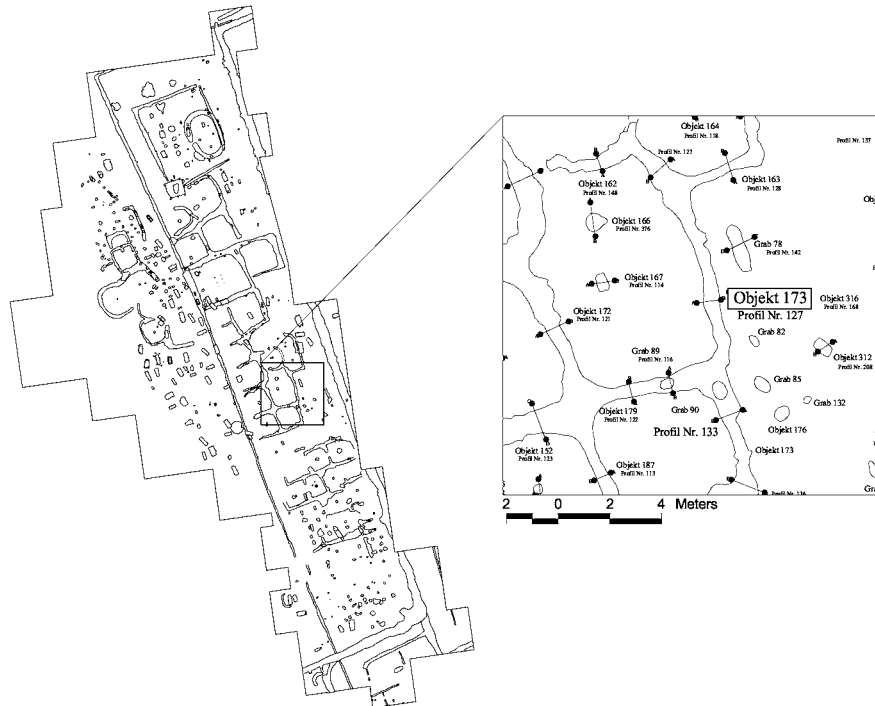 Objekt 164
Profil Nr. 118
Profil Nr. 137
Profil Nr. 127
Objekt 162
Profil Nr. 148
Objekt 163
Profil Nr. 128
Objekt 166
Profil Nr. 376
Grab 78
Profil Nr. 142
Objekt 167
Profil Nr. 114
Objekt 173
Profil Nr. 127
Objekt 316
Profil Nr. 168
Objekt 172
Profil Nr. 121
Grab 82
Grab 89
Profil Nr. 116
Objekt 312
Profil Nr. 208
Grab 85
Grab 132
Objekt 179
Profil Nr. 122
Grab 90
Objekt 176
Profil Nr. 133
Objekt 152
Profil Nr. 123
Objekt 173
Objekt 187
Profil Nr. 113
Profil Nr. 136
2 0 2 4 Meters